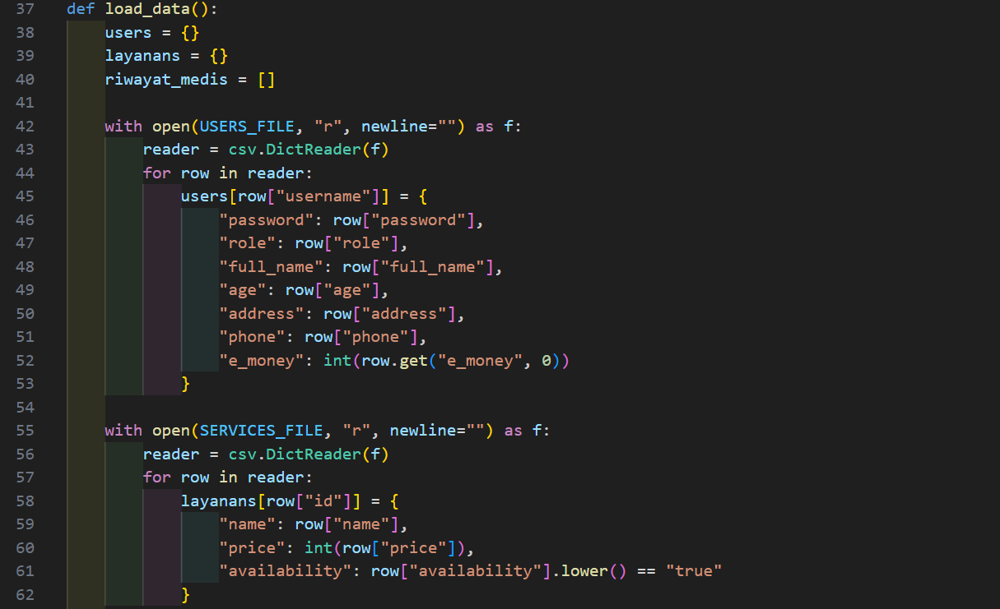 37 def load_data():
38     users = {}
39     layanans = {}
40     riwayat_medis = []
41
42     with open(USERS_FILE, "r", newline="") as f:
43         reader = csv.DictReader(f)
44         for row in reader:
45             users[row["username"]] = {
46                 "password": row["password"],
47                 "role": row["role"],
48                 "full_name": row["full_name"],
49                 "age": row["age"],
50                 "address": row["address"],
51                 "phone": row["phone"],
52                 "e_money": int(row.get("e_money", 0))
53             }
54
55     with open(SERVICES_FILE, "r", newline="") as f:
56         reader = csv.DictReader(f)
57         for row in reader:
58             layanans[row["id"]] = {
59                 "name": row["name"],
60                 "price": int(row["price"]),
61                 "availability": row["availability"].lower() == "true"
62             }